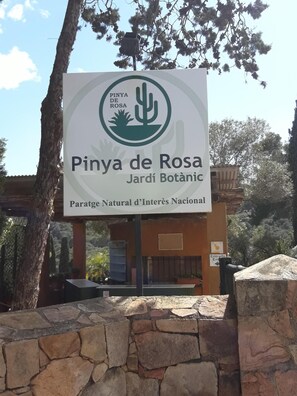 PINYA
DE
ROSA
Pinya de Rosa
Jardí Botànic
Paratge Natural d'Interès Nacional